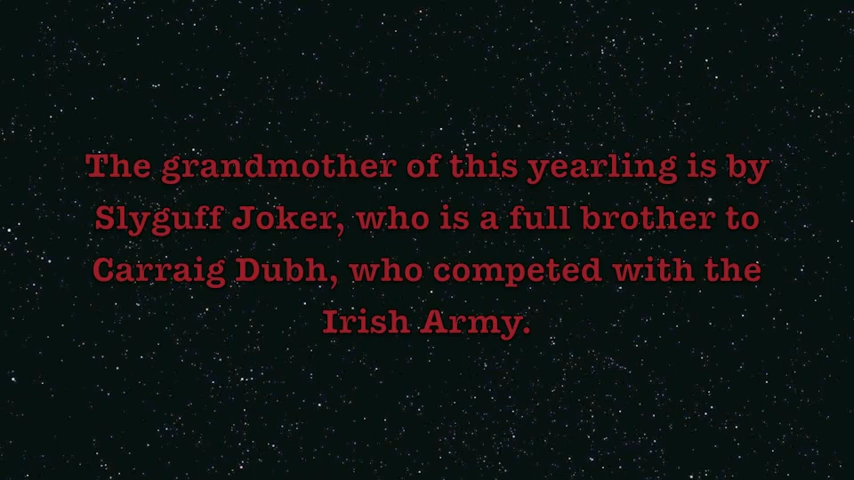 The grandmother of this yearling is by
Slyguff Joker, who is a full brother to
Carraig Dubh, who competed with the
Irish Army.